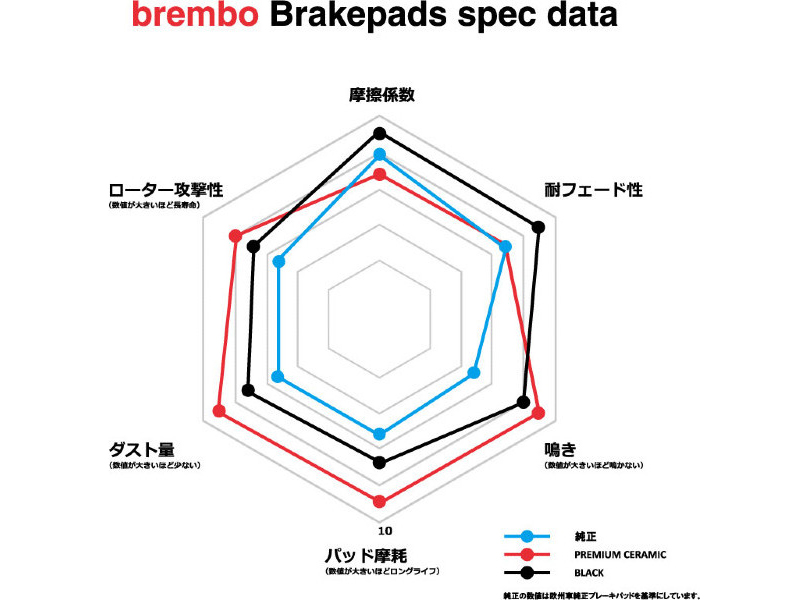 brembo Brakepads spec data
摩擦係数
ローター攻撃性
(数値が大きいほど長寿命)
耐フェード性
ダスト量
(数値が大きいほど少ない)
鳴き
(数値が大きいほど鳴かない)
10
パッド摩耗
(数値が大きいほどロングライフ)
純正
PREMIUM CERAMIC
BLACK
純正の数値は欧州車純正ブレーキパッドを基準にしています。